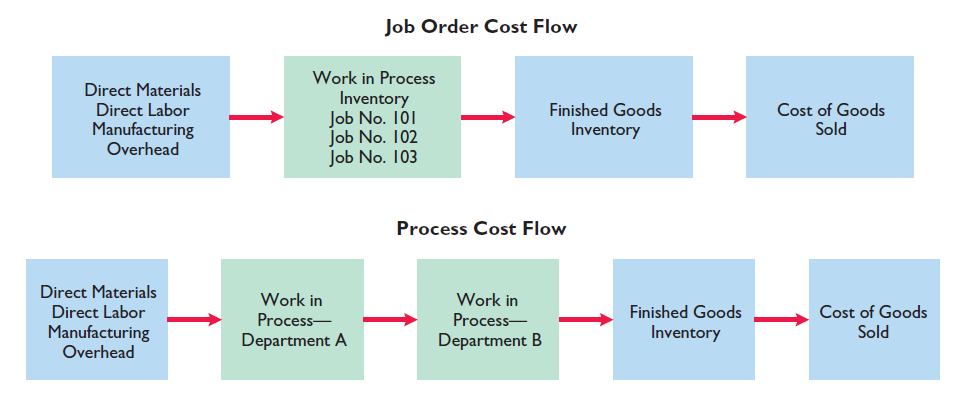 Job Order Cost Flow
Direct Materials
Direct Labor
Manufacturing
Overhead
Work in Process
Inventory
Job No. 101
Job No. 102
Job No. 103
Finished Goods
Inventory
Cost of Goods
Sold
Process Cost Flow
Direct Materials
Direct Labor
Manufacturing
Overhead
Work in
Process—
Department A
Work in
Process—
Department B
Finished Goods
Inventory
Cost of Goods
Sold